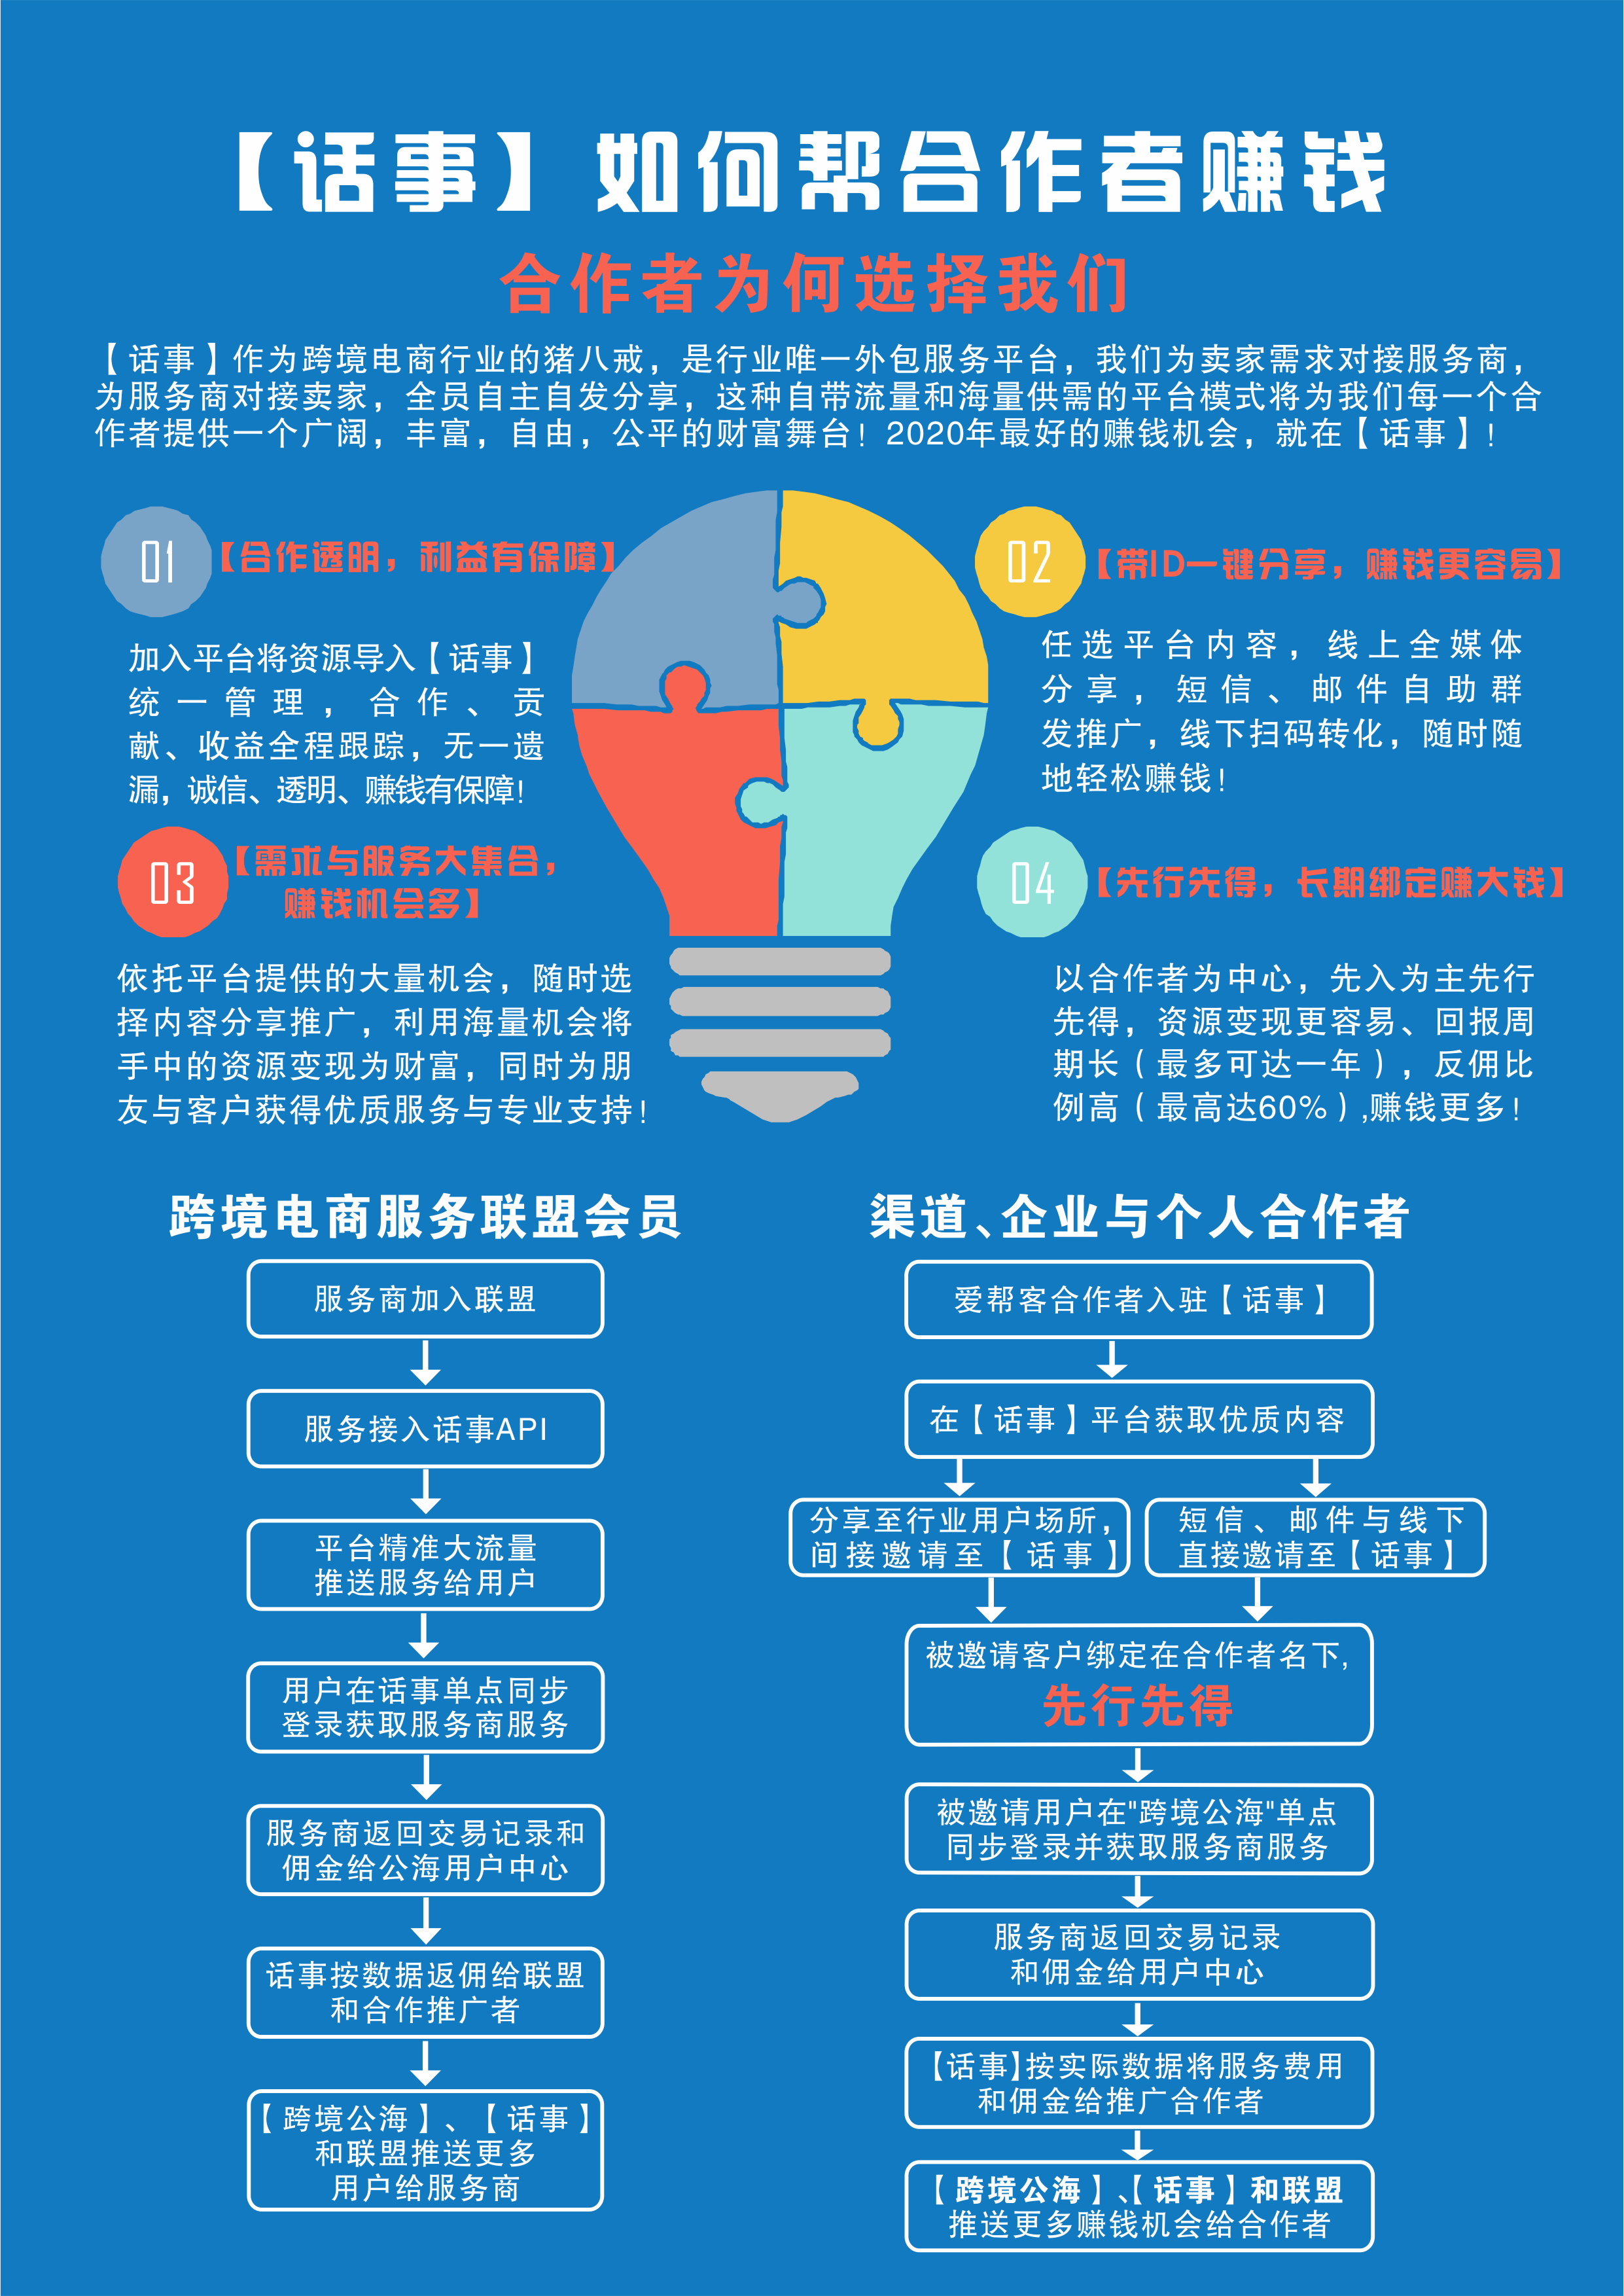 【话事】如何帮合作者赚钱
合作者为何选择我们
【话事】作为跨境电商行业的猪八戒，是行业唯一外包服务平台，我们为卖家需求对接服务商，
为服务商对接卖家，全员自主自发分享，这种自带流量和海量供需的平台模式将为我们每一个合
作者提供一个广阔，丰富，自由，公平的财富舞台！2020年最好的赚钱机会，就在【话事】！
01
【合作透明，利益有保障】
加入平台将资源导入【话事】
统一管理，合作、贡
献、收益全程跟踪，无一遗
漏，诚信、透明、赚钱有保障！
02
【带ID一键分享，赚钱更容易】
任选平台内容，线上全媒体
分享，短信、邮件自助群
发推广，线下扫码转化，随时随
地轻松赚钱！
03
【需求与服务大集合，
赚钱机会多】
依托平台提供的大量机会，随时选
择内容分享推广，利用海量机会将
手中的资源变现为财富，同时为朋
友与客户获得优质服务与专业支持！
04
【先行先得，长期绑定赚大钱】
以合作者为中心，先入为主先行
先得，资源变现更容易、回报周
期长（最多可达一年），反佣比
例高（最高达60%）,赚钱更多！
跨境电商服务联盟会员
服务商加入联盟
服务接入话事API
平台精准大流量
推送服务给用户
用户在话事单点同步
登录获取服务商服务
服务商返回交易记录和
佣金给公海用户中心
话事按数据返佣给联盟
和合作推广者
【跨境公海】、【话事】
和联盟推送更多
用户给服务商
渠道、企业与个人合作者
爱帮客合作者入驻【话事】
在【话事】平台获取优质内容
分享至行业用户场所，
间接邀请至【话事】
短信、邮件与线下
直接邀请至【话事】
被邀请客户绑定在合作者名下,
先行先得
被邀请用户在"跨境公海"单点
同步登录并获取服务商服务
服务商返回交易记录
和佣金给用户中心
【话事】按实际数据将服务费用
和佣金给推广合作者
【跨境公海】、【话事】和联盟
推送更多赚钱机会给合作者